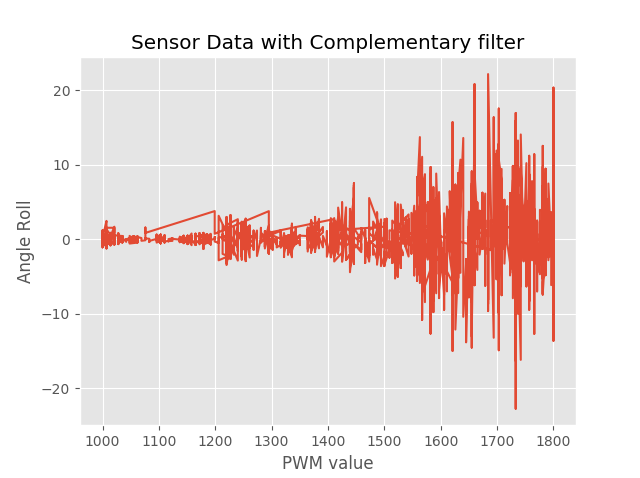 Sensor Data with Complementary filter
20
10
0
−10
−20
Angle Roll
1000 1100 1200 1300 1400 1500 1600 1700 1800
PWM value